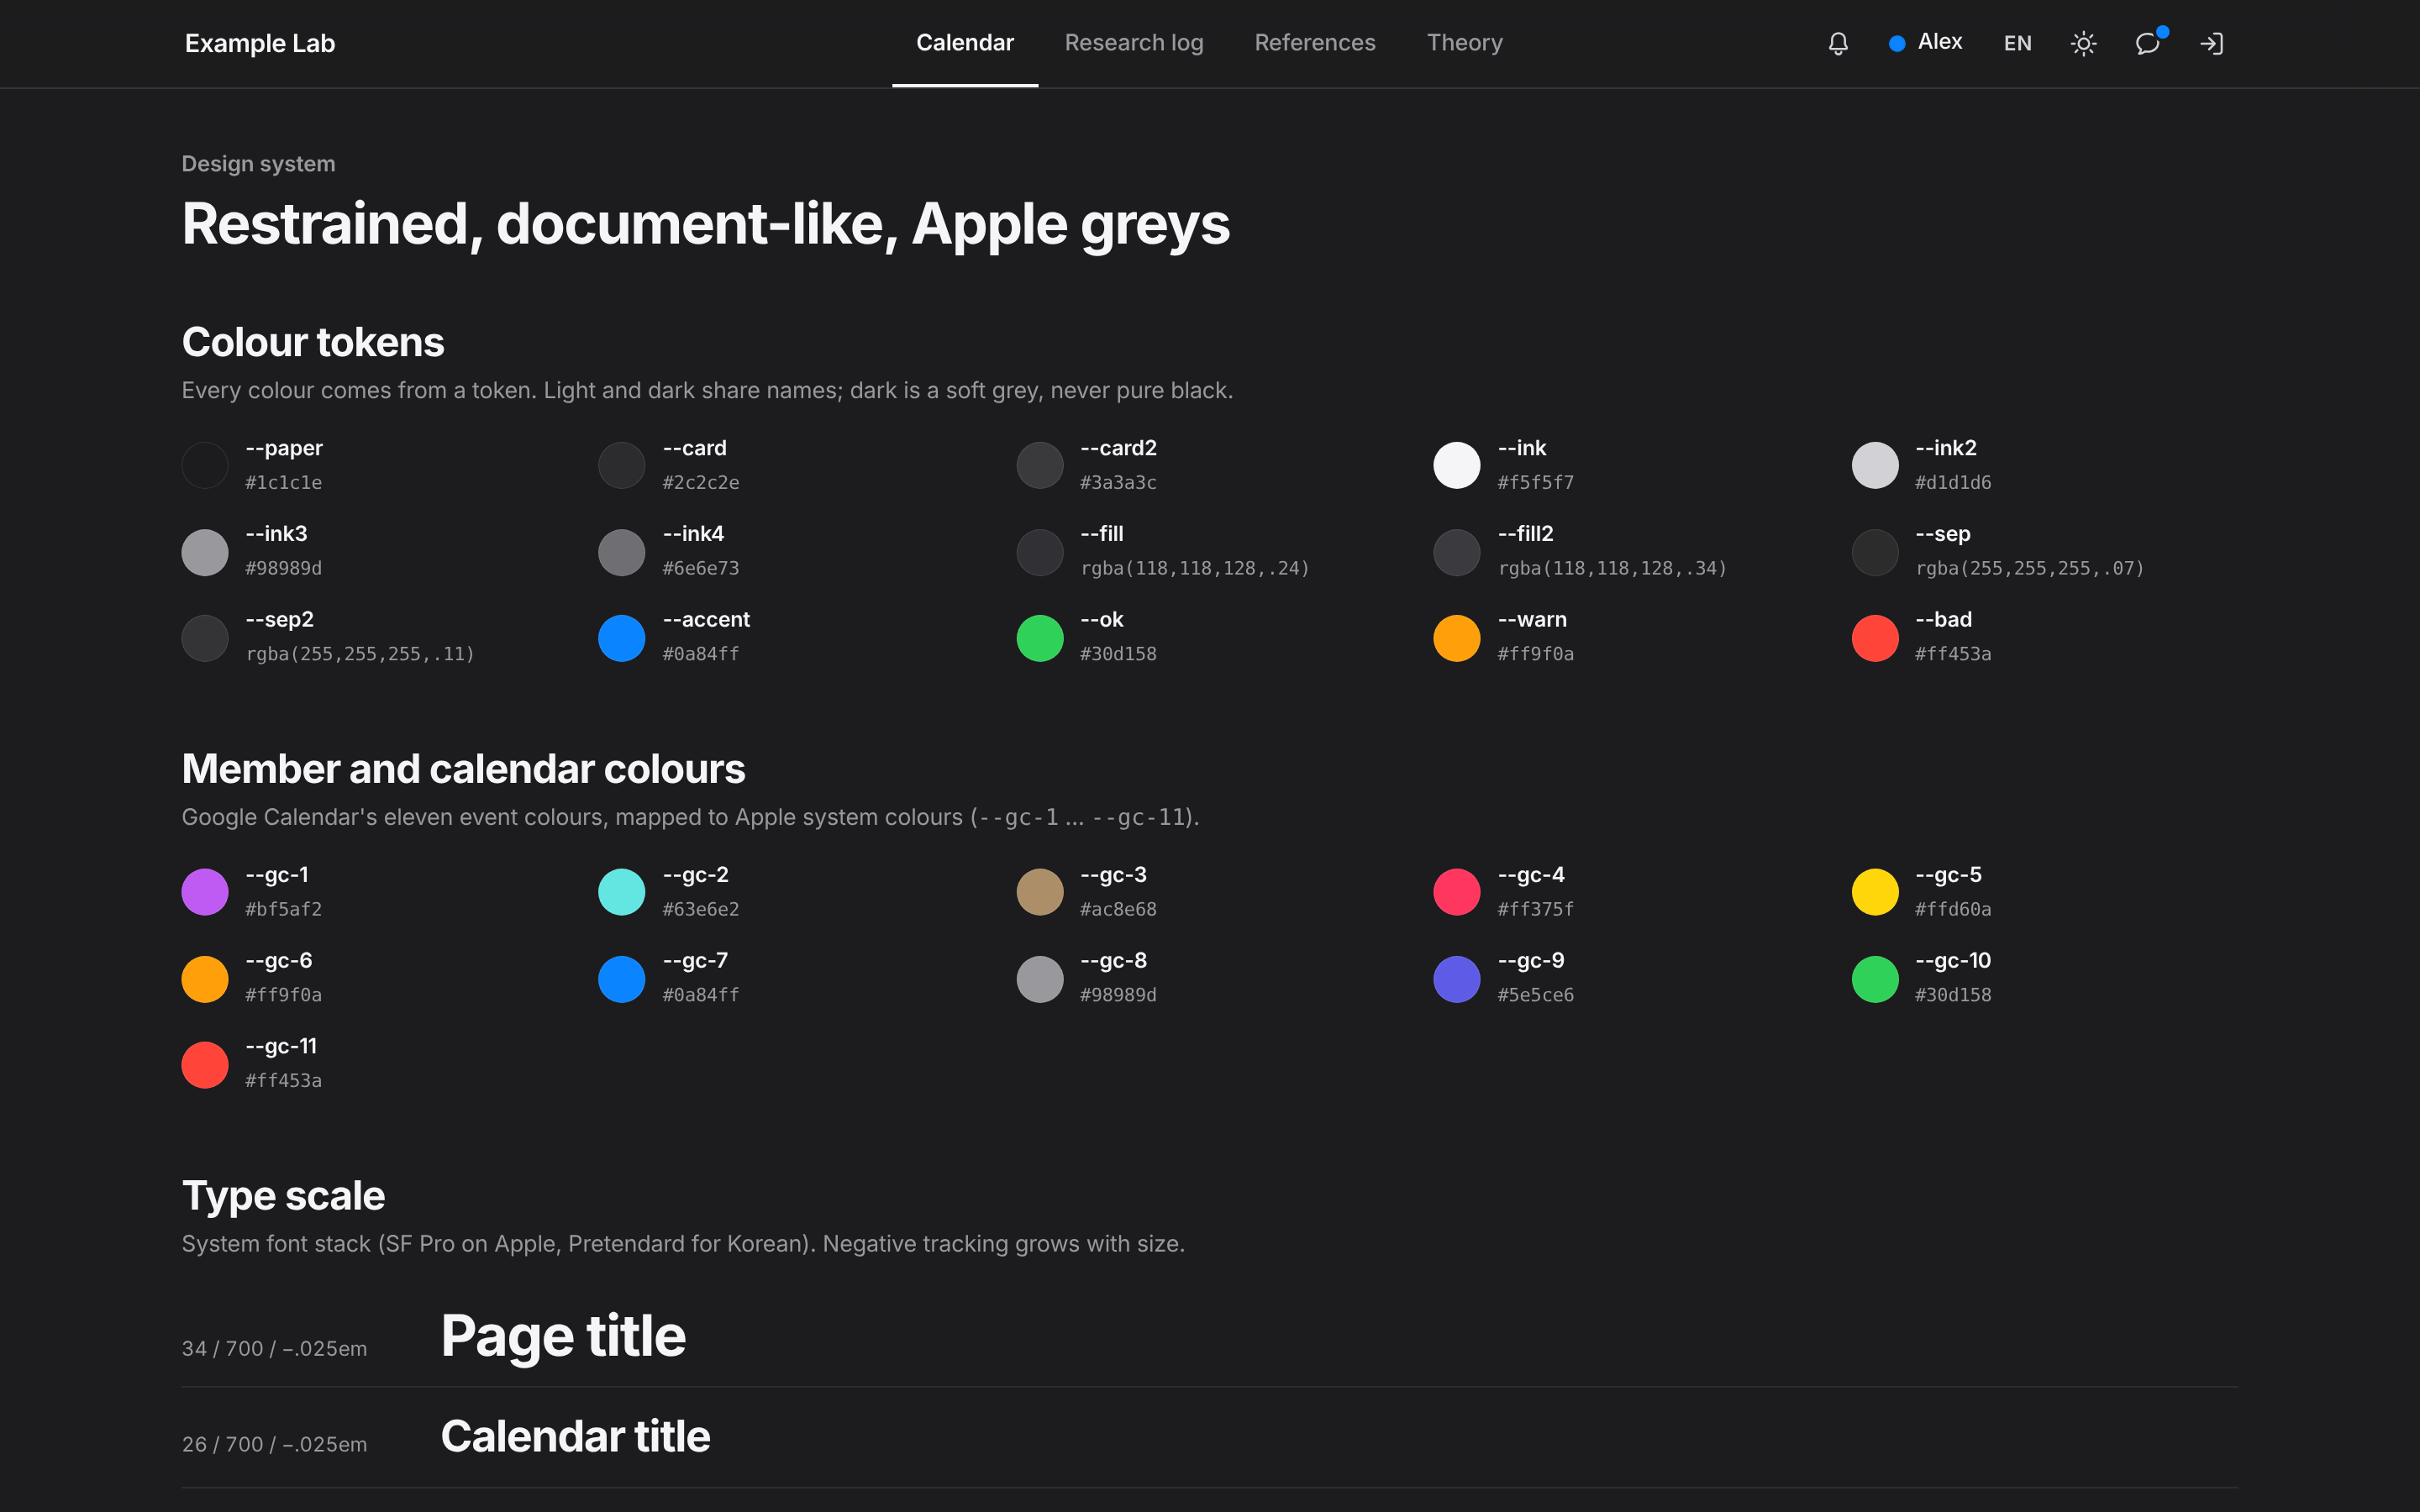 Example Lab
Calendar
Research log
References
Theory
Alex
EN
Design system
Restrained, document-like, Apple greys
Colour tokens
Every colour comes from a token. Light and dark share names; dark is a soft grey, never pure black.
--paper
#1c1c1e
--card
#2c2c2e
--card2
#3a3a3c
--ink
#f5f5f7
--ink2
#d1d1d6
--ink3
#98989d
--ink4
#6e6e73
--fill
rgba(118,118,128,.24)
--fill2
rgba(118,118,128,.34)
--sep
rgba(255,255,255,.07)
--sep2
rgba(255,255,255,.11)
--accent
#0a84ff
--ok
#30d158
--warn
#ff9f0a
--bad
#ff453a
Member and calendar colours
Google Calendar's eleven event colours, mapped to Apple system colours (--gc-1 … --gc-11).
--gc-1
#bf5af2
--gc-2
#63e6e2
--gc-3
#ac8e68
--gc-4
#ff375f
--gc-5
#ffd60a
--gc-6
#ff9f0a
--gc-7
#0a84ff
--gc-8
#98989d
--gc-9
#5e5ce6
--gc-10
#30d158
--gc-11
#ff453a
Type scale
System font stack (SF Pro on Apple, Pretendard for Korean). Negative tracking grows with size.
34 / 700 / −.025em
Page title
26 / 700 / −.025em
Calendar title